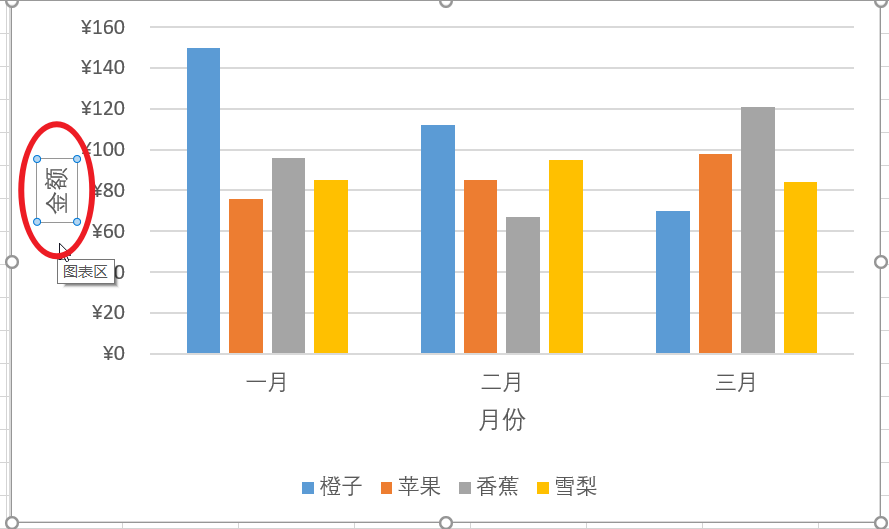 ¥160
¥140
¥120
¥100
¥80
¥60
0
¥20
¥0
金额
图表区
一月 二月 三月
月份
橙子 苹果 香蕉 雪梨